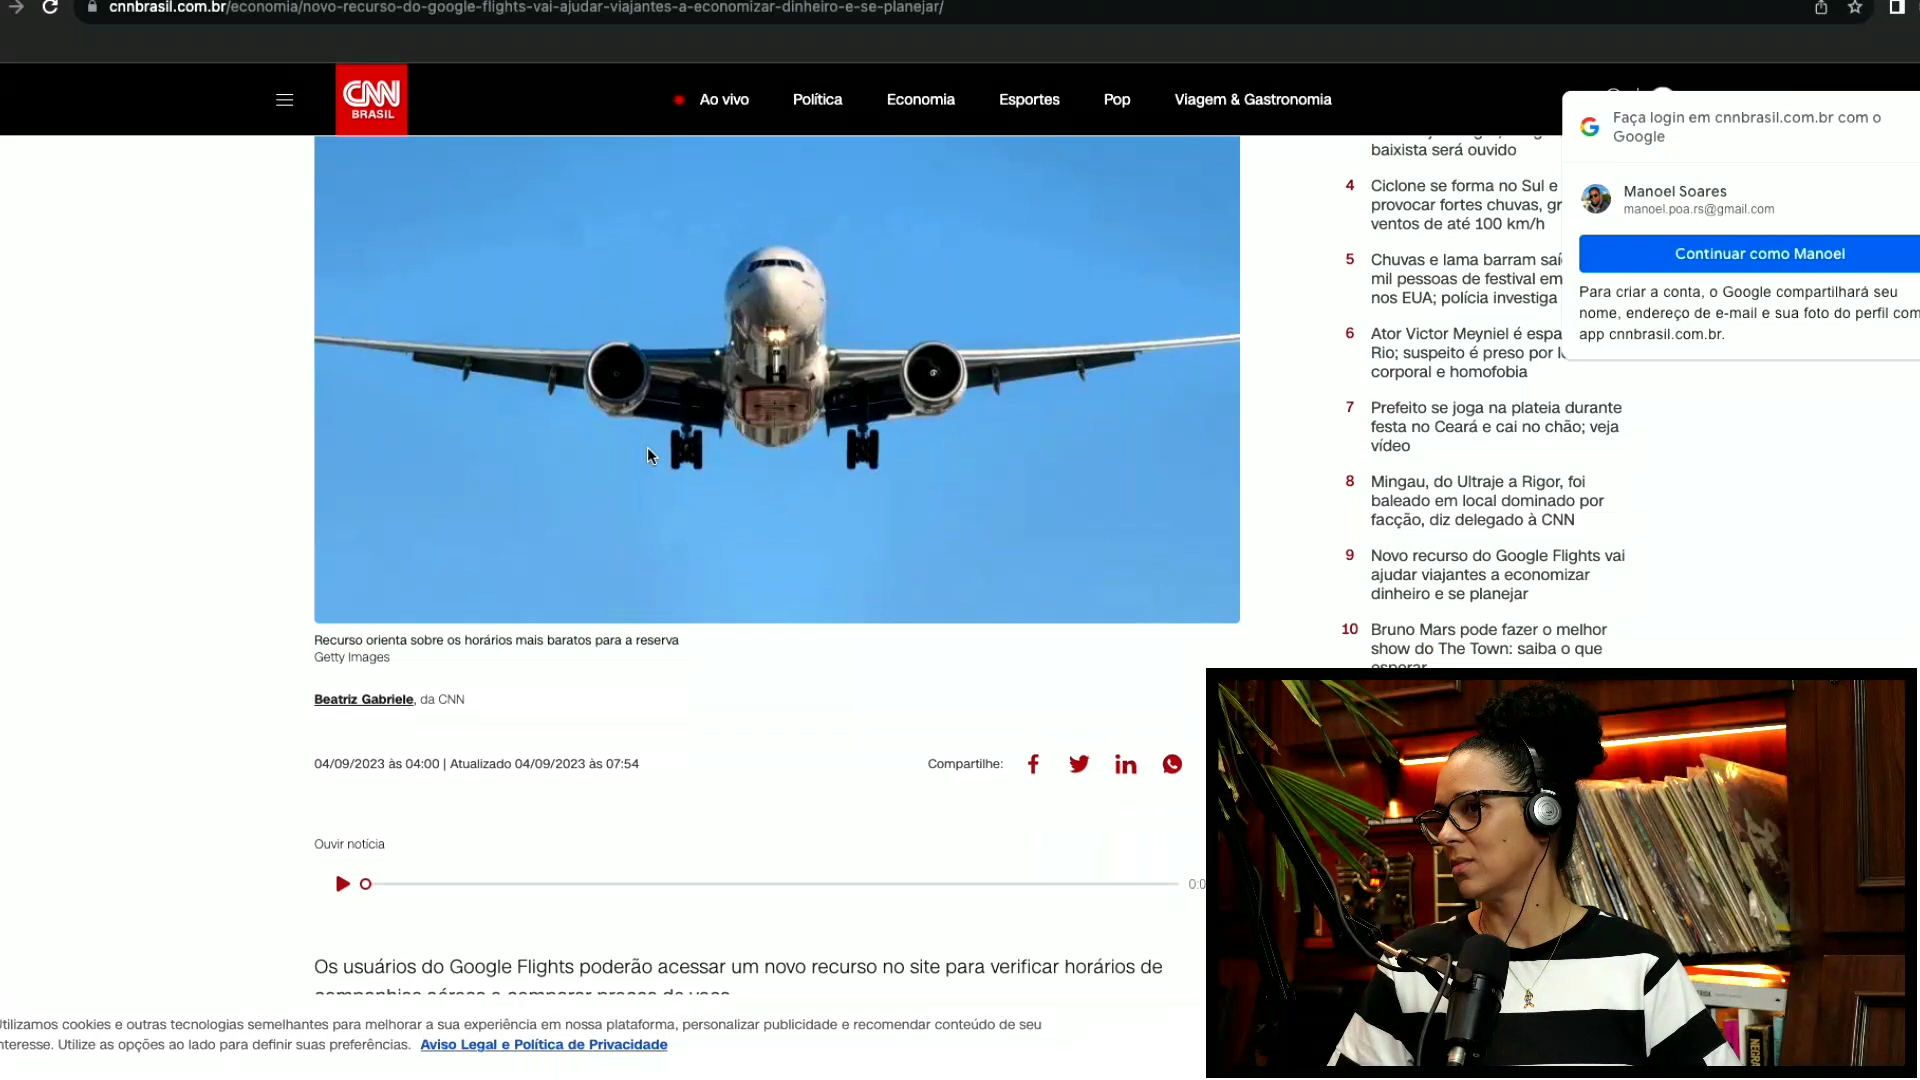 cnnbrasil.com.br/economia/novo-recurso-do-google-flights-vai-ajudar-viajantes-a-economizar-dinheiro-e-se-planejar/
CNN
BRASIL
Ao vivo
Política
Economia
Esportes
Pop
Viagem & Gastronomia
Faça login em cnnbrasil.com.br com o
Google
Manoel Soares
manoel.poa.rs@gmail.com
Continuar como Manoel
Para criar a conta, o Google compartilhará seu
nome, endereço de e-mail e sua foto do perfil com
app cnnbrasil.com.br.
baixista será ouvido
4 Ciclone se forma no Sul e
provocar fortes chuvas, gr
ventos de até 100 km/h
5 Chuvas e lama barram saí
mil pessoas de festival em
nos EUA; polícia investiga
6 Ator Victor Meyniel é espa
Rio; suspeito é preso por l
corporal e homofobia
7 Prefeito se joga na plateia durante
festa no Ceará e cai no chão; veja
vídeo
8 Mingau, do Ultraje a Rigor, foi
baleado em local dominado por
facção, diz delegado à CNN
9 Novo recurso do Google Flights vai
ajudar viajantes a economizar
dinheiro e se planejar
10 Bruno Mars pode fazer o melhor
show do The Town: saiba o que
esperar
Recurso orienta sobre os horários mais baratos para a reserva
Getty Images
Beatriz Gabriele, da CNN
04/09/2023 às 04:00 | Atualizado 04/09/2023 às 07:54
Compartilhe:
Ouvir notícia
0:0
Os usuários do Google Flights poderão acessar um novo recurso no site para verificar horários de
companhias aéreas e comparar preços de voos
tilizamos cookies e outras tecnologias semelhantes para melhorar a sua experiência em nossa plataforma, personalizar publicidade e recomendar conteúdo de seu
nteresse. Utilize as opções ao lado para definir suas preferências. Aviso Legal e Política de Privacidade